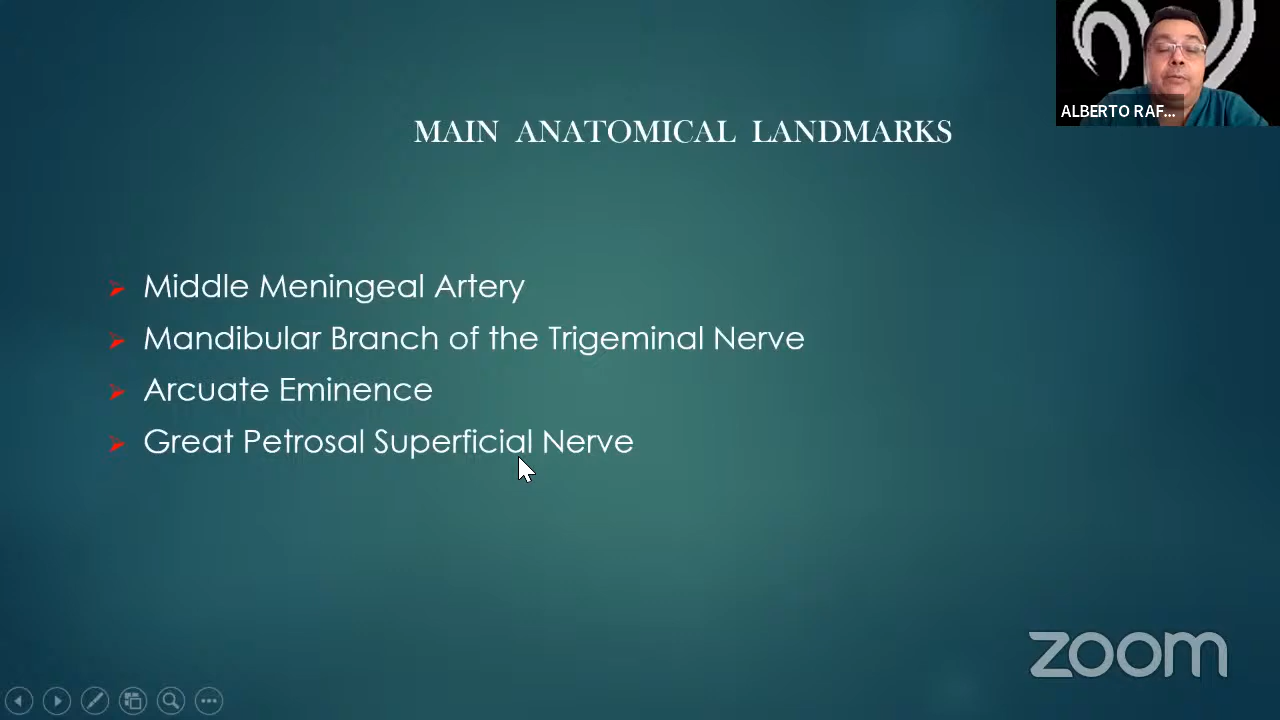 ALBERTO RAF...
MAIN ANATOMICAL LANDMARKS
Middle Meningeal Artery
Mandibular Branch of the Trigeminal Nerve
Arcuate Eminence
Great Petrosal Superficial Nerve
zoom